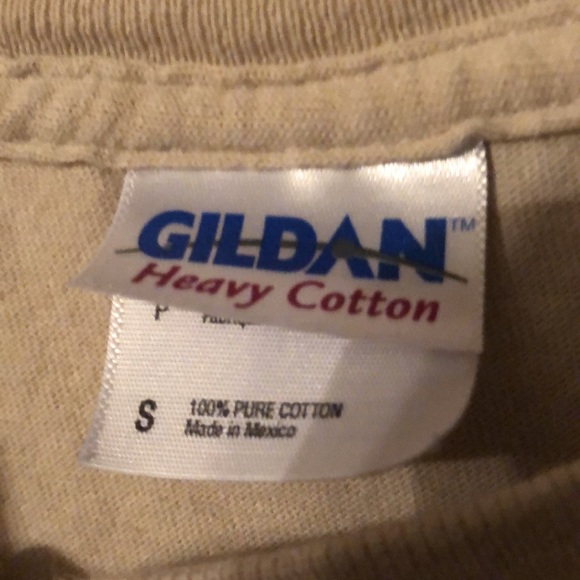 GILDAN™
Heavy Cotton
P
S 100% PURE COTTON
Made in Mexico